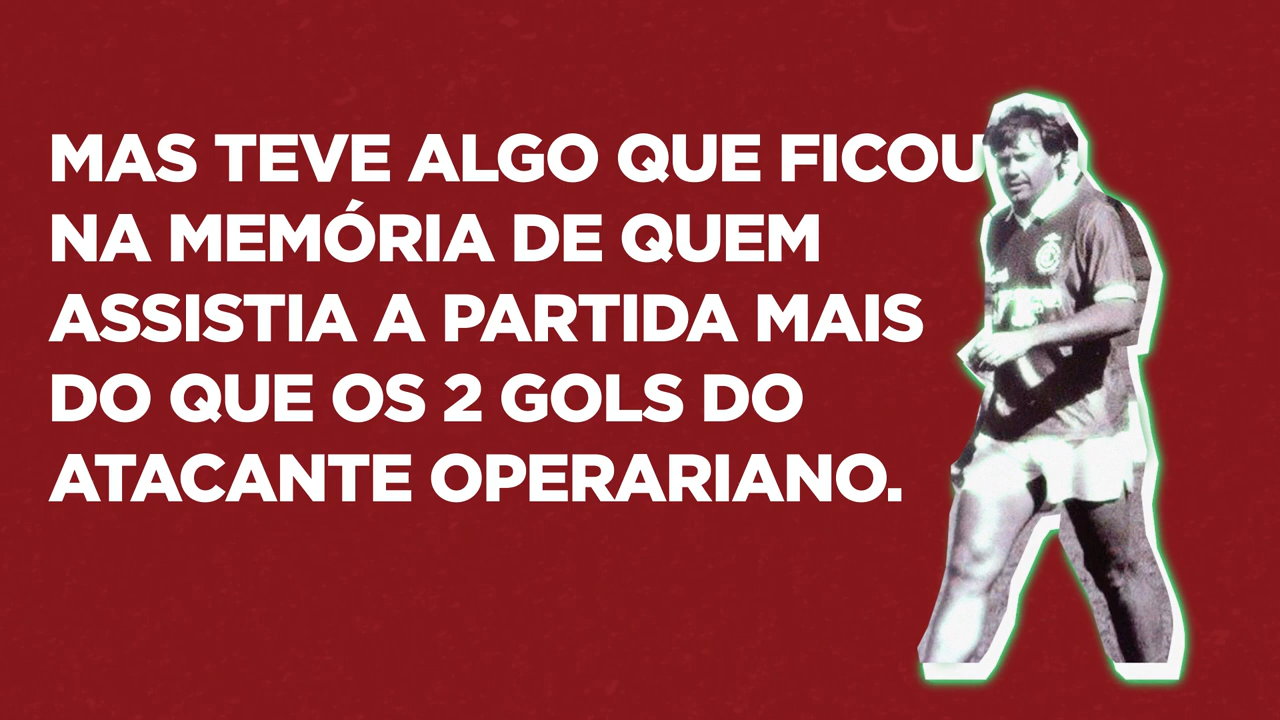 MAS TEVE ALGO QUE FICOU
NA MEMÓRIA DE QUEM
ASSISTIA A PARTIDA MAIS
DO QUE OS 2 GOLS DO
ATACANTE OPERARIANO.